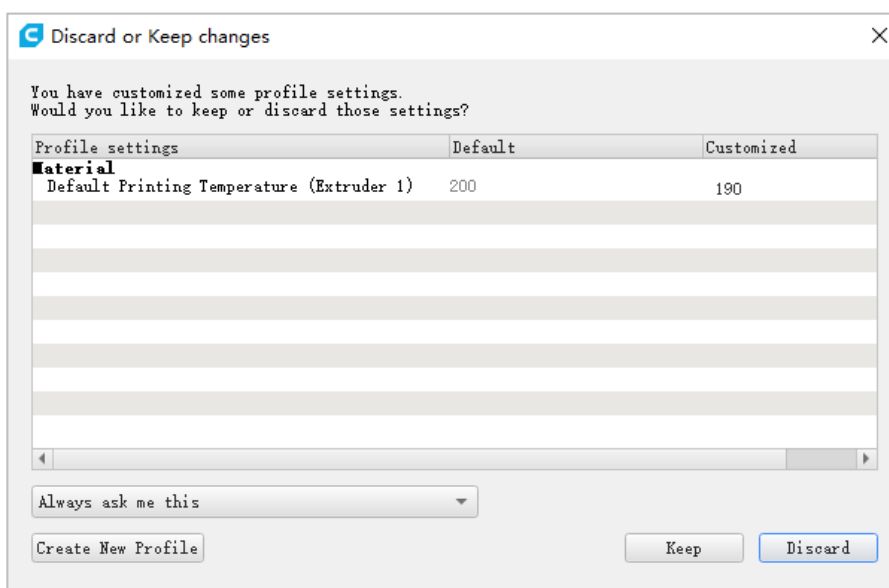 Discard or Keep changes
You have customized some profile settings.
Would you like to keep or discard those settings?
Profile settings Default Customized
Material
Default Printing Temperature (Extruder 1) 200 190
Always ask me this
Create New Profile Keep Discard